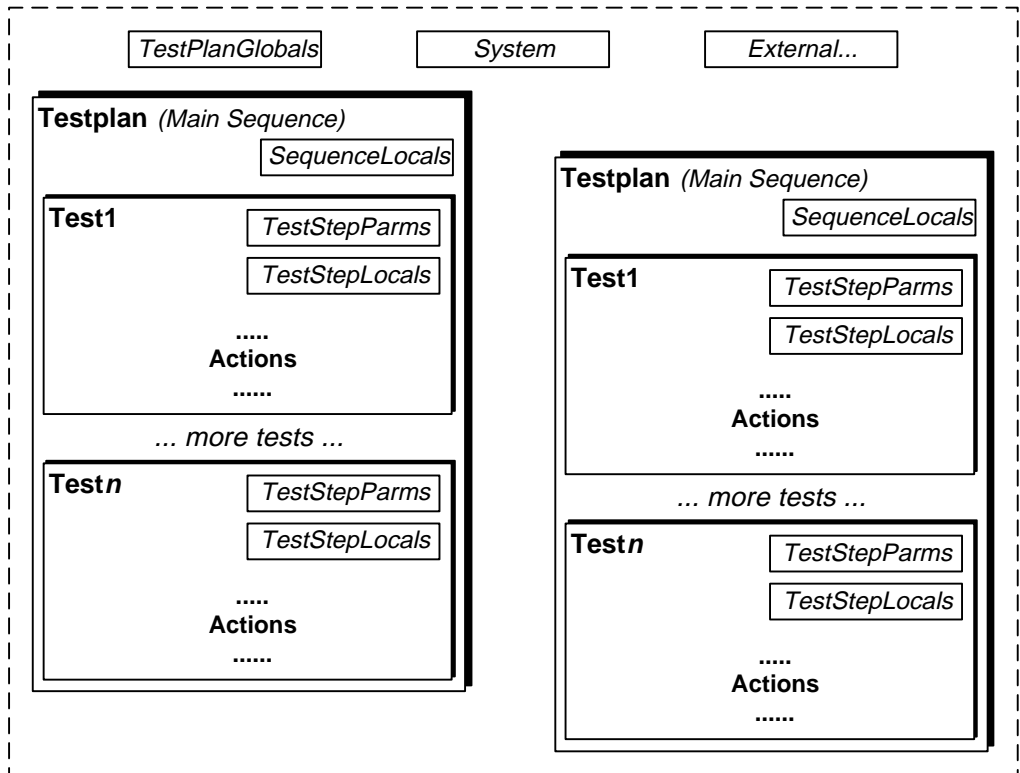 TestPlanGlobals
System
External...
Testplan (Main Sequence)
SequenceLocals
Test1
TestStepParms
TestStepLocals
.....
Actions
......
... more tests ...
Testn
TestStepParms
TestStepLocals
.....
Actions
......
Testplan (Main Sequence)
SequenceLocals
Test1
TestStepParms
TestStepLocals
.....
Actions
......
... more tests ...
Testn
TestStepParms
TestStepLocals
.....
Actions
......